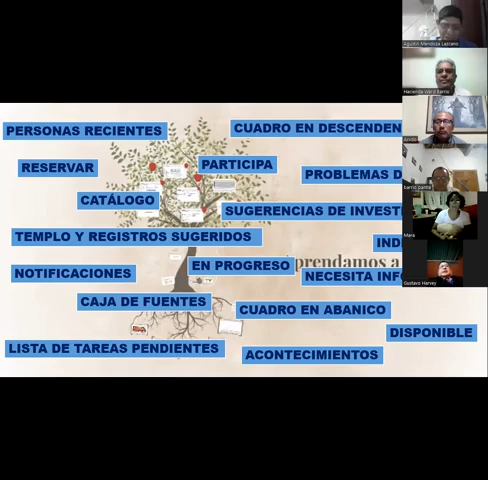 PERSONAS RECIENTES
CUADRO EN DESCENDEN
RESERVAR
PARTICIPA
PROBLEMAS D
CATÁLOGO
SUGERENCIAS DE INVEST
TEMPLO Y REGISTROS SUGERIDOS
INDI
prendamos a
NOTIFICACIONES
EN PROGRESO
NECESITA INFO
CAJA DE FUENTES
CUADRO EN ABANICO
DISPONIBLE
LISTA DE TAREAS PENDIENTES
ACONTECIMIENTOS
Agustin Mendoza Lazcano
Mara
Gustavo Harvey